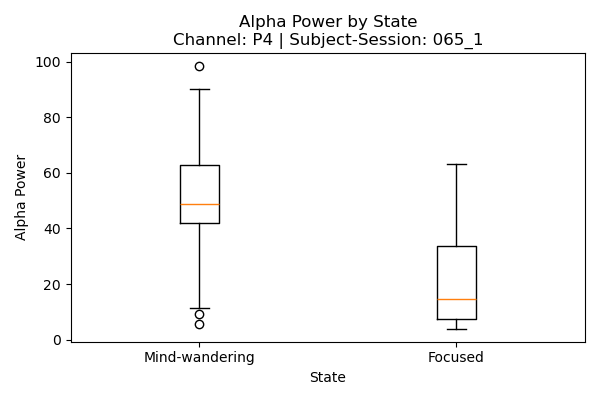 Alpha Power by State
Channel: P4 | Subject-Session: 065_1
100
80
60
40
20
0
Alpha Power
Mind-wandering
Focused
State